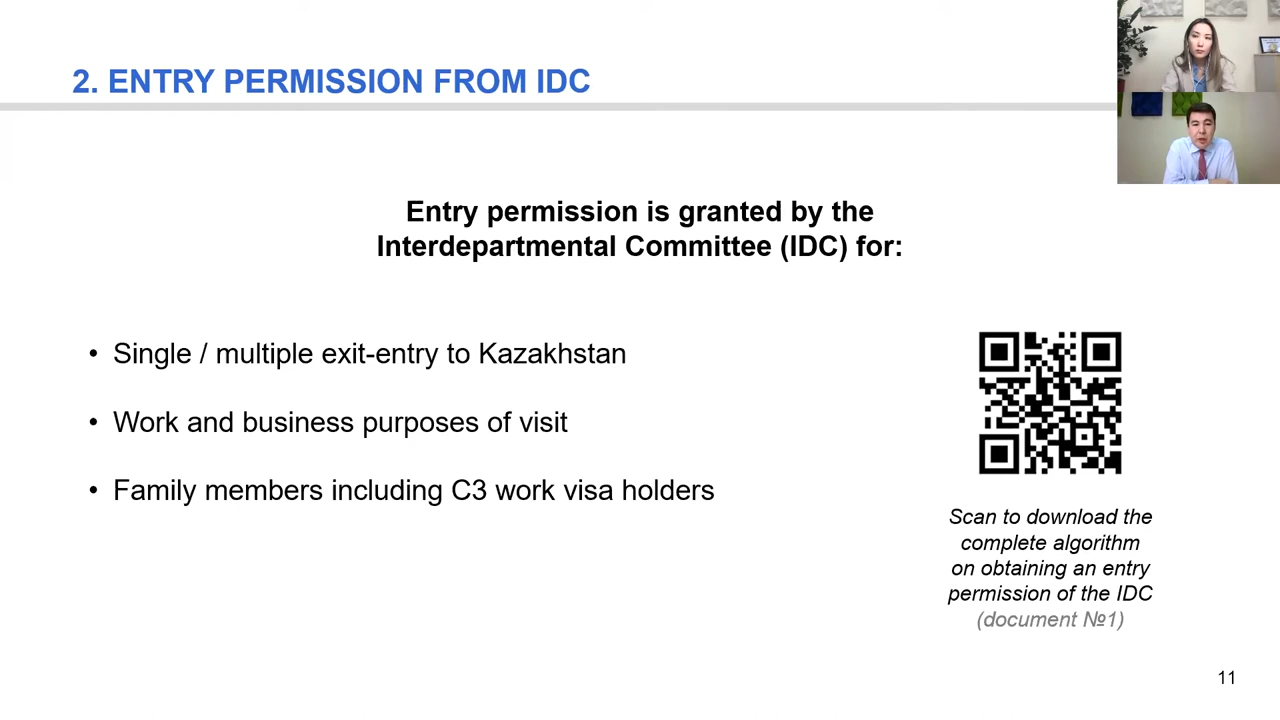 2. ENTRY PERMISSION FROM IDC
Entry permission is granted by the
Interdepartmental Committee (IDC) for:
• Single / multiple exit-entry to Kazakhstan
• Work and business purposes of visit
• Family members including C3 work visa holders
Scan to download the
complete algorithm
on obtaining an entry
permission of the IDC
(document №1)
11